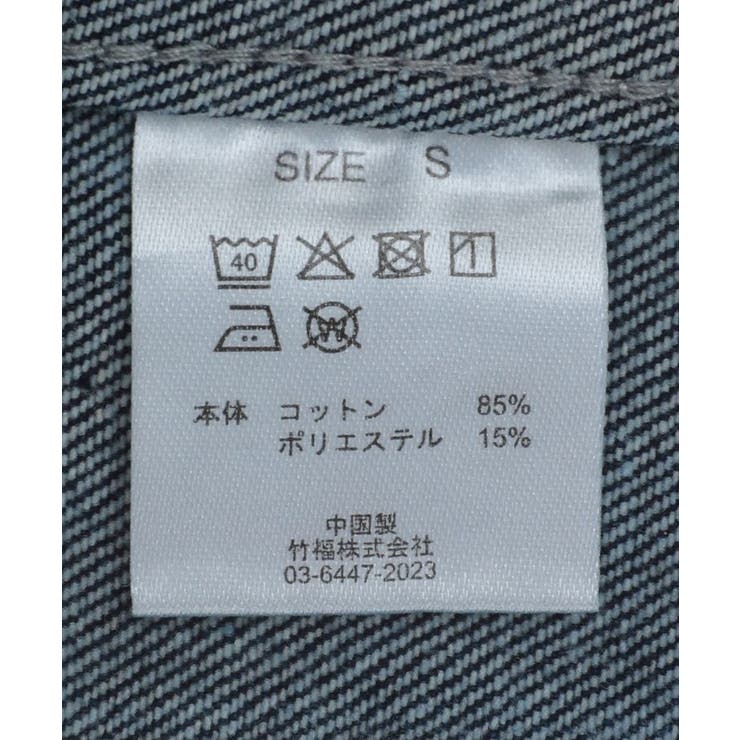 SIZE S
40
1
W
本体 コットン 85%
ポリエステル 15%
中国製
竹福株式会社
03-6447-2023